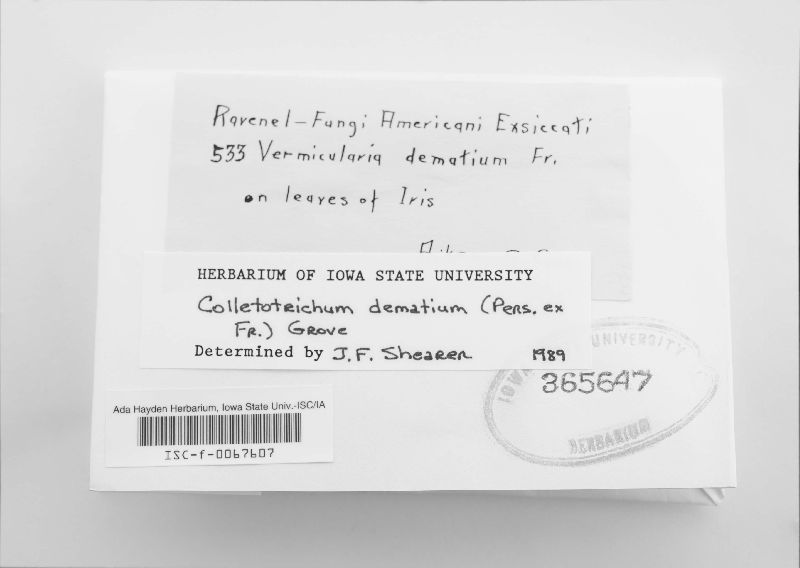 Ravenel-Fungi Americani Exsiccati
533 Vermicularia dematium Fr.
on leaves of Iris
HERBARIUM OF IOWA STATE UNIVERSITY
Colletotrichum dematium (Pers. ex
Fr.) Grove
Determined by J.F. Shearer 1989
IOWA UNIVERSITY
365647
HERBARIUM
Ada Hayden Herbarium, Iowa State Univ.-ISC/IA
ISC-f-0067607